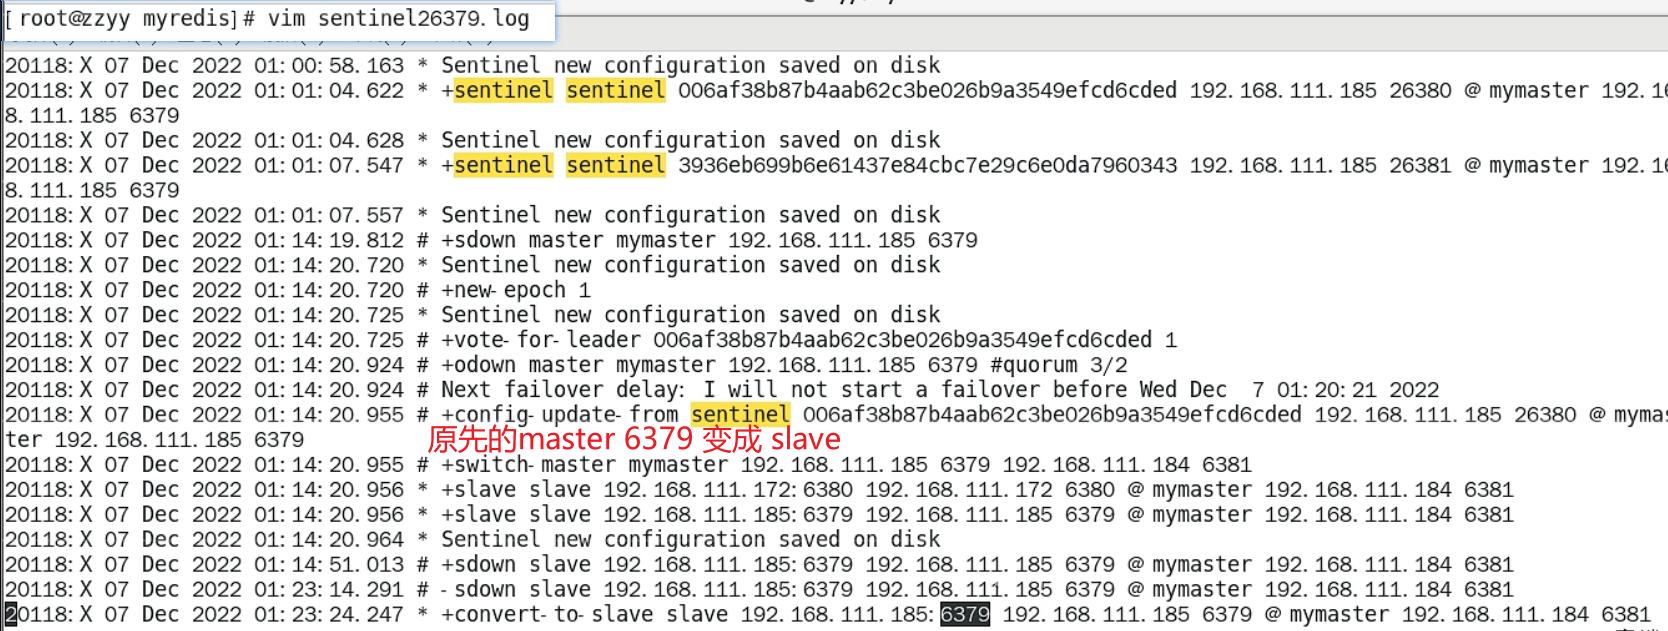 [root@zzyy myredis]# vim sentinel26379.log
20118:X 07 Dec 2022 01:00:58.163 * Sentinel new configuration saved on disk
20118:X 07 Dec 2022 01:01:04.622 * +sentinel sentinel 006af38b87b4aab62c3be026b9a3549efcd6cded 192.168.111.185 26380 @ mymaster 192.16
8.111.185 6379
20118:X 07 Dec 2022 01:01:04.628 * Sentinel new configuration saved on disk
20118:X 07 Dec 2022 01:01:07.547 * +sentinel sentinel 3936eb699b6e61437e84cbc7e29c6e0da7960343 192.168.111.185 26381 @ mymaster 192.16
8.111.185 6379
20118:X 07 Dec 2022 01:01:07.557 * Sentinel new configuration saved on disk
20118:X 07 Dec 2022 01:14:19.812 # +sdown master mymaster 192.168.111.185 6379
20118:X 07 Dec 2022 01:14:20.720 * Sentinel new configuration saved on disk
20118:X 07 Dec 2022 01:14:20.720 # +new-epoch 1
20118:X 07 Dec 2022 01:14:20.725 * Sentinel new configuration saved on disk
20118:X 07 Dec 2022 01:14:20.725 # +vote-for-leader 006af38b87b4aab62c3be026b9a3549efcd6cded 1
20118:X 07 Dec 2022 01:14:20.924 # +odown master mymaster 192.168.111.185 6379 #quorum 3/2
20118:X 07 Dec 2022 01:14:20.924 # Next failover delay: I will not start a failover before Wed Dec  7 01:20:21 2022
20118:X 07 Dec 2022 01:14:20.955 # +config-update-from sentinel 006af38b87b4aab62c3be026b9a3549efcd6cded 192.168.111.185 26380 @ mymas
ter 192.168.111.185 6379
原先的master 6379 变成 slave
20118:X 07 Dec 2022 01:14:20.955 # +switch-master mymaster 192.168.111.185 6379 192.168.111.184 6381
20118:X 07 Dec 2022 01:14:20.956 * +slave slave 192.168.111.172:6380 192.168.111.172 6380 @ mymaster 192.168.111.184 6381
20118:X 07 Dec 2022 01:14:20.956 * +slave slave 192.168.111.185:6379 192.168.111.185 6379 @ mymaster 192.168.111.184 6381
20118:X 07 Dec 2022 01:14:20.964 * Sentinel new configuration saved on disk
20118:X 07 Dec 2022 01:14:51.013 # +sdown slave 192.168.111.185:6379 192.168.111.185 6379 @ mymaster 192.168.111.184 6381
20118:X 07 Dec 2022 01:23:14.291 # -sdown slave 192.168.111.185:6379 192.168.111.185 6379 @ mymaster 192.168.111.184 6381
20118:X 07 Dec 2022 01:23:24.247 * +convert-to-slave slave 192.168.111.185:6379 192.168.111.185 6379 @ mymaster 192.168.111.184 6381